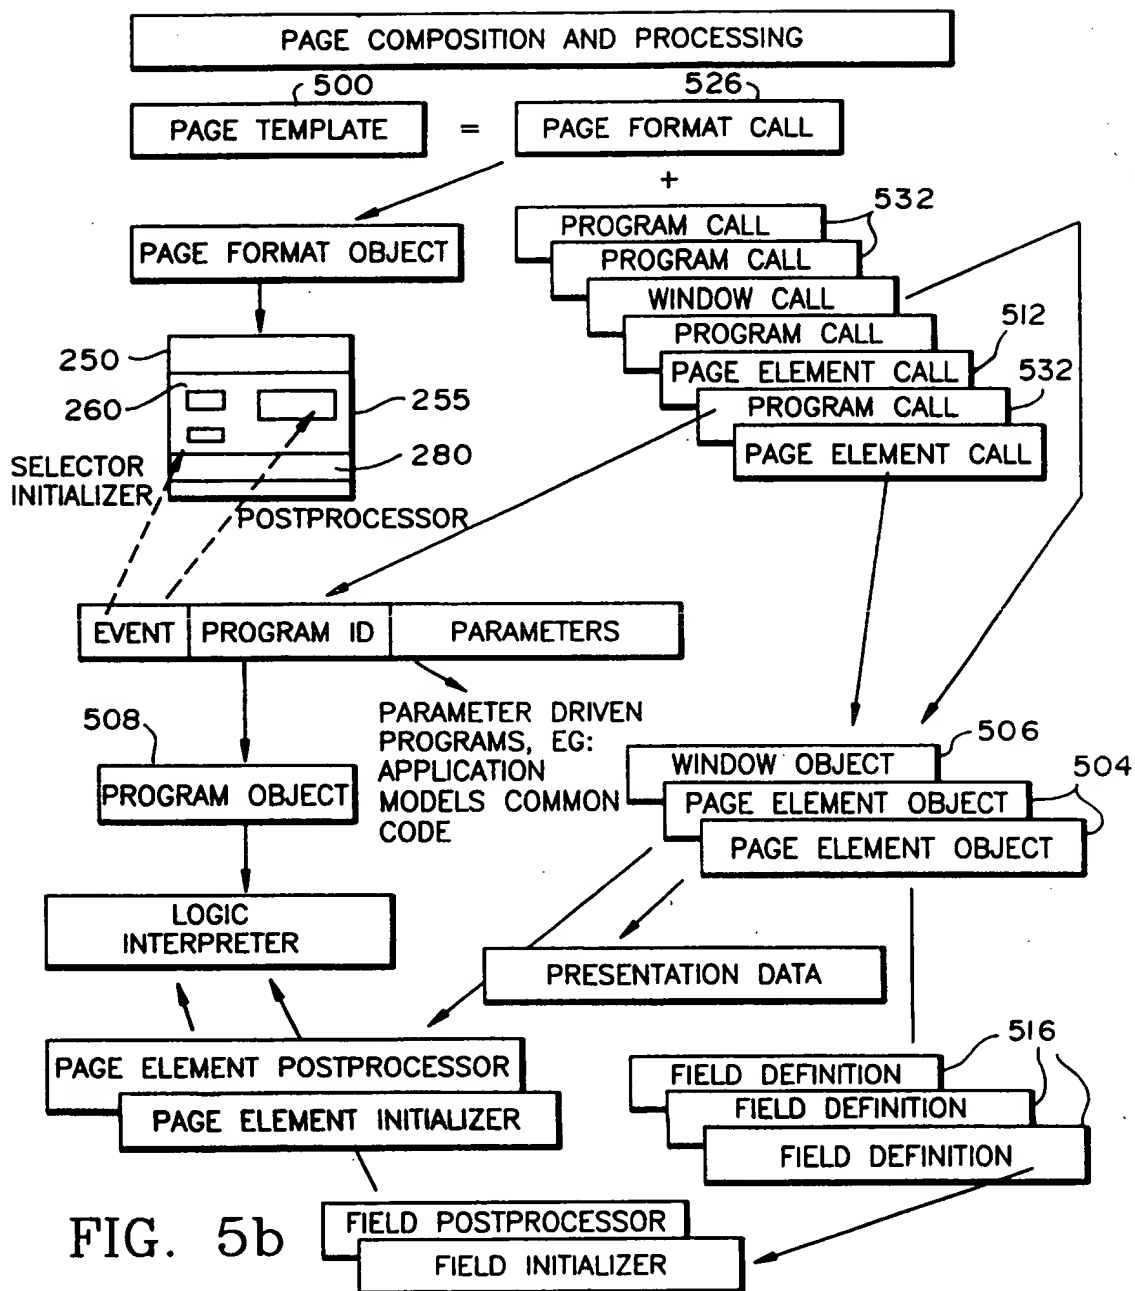 PAGE COMPOSITION AND PROCESSING
500
526
PAGE TEMPLATE
=
PAGE FORMAT CALL
+
532
PROGRAM CALL
PROGRAM CALL
WINDOW CALL
PROGRAM CALL
512
PAGE ELEMENT CALL
532
PROGRAM CALL
PAGE ELEMENT CALL
PAGE FORMAT OBJECT
250
260
255
280
SELECTOR
INITIALIZER
POSTPROCESSOR
EVENT
PROGRAM ID
PARAMETERS
508
PROGRAM OBJECT
PARAMETER DRIVEN
PROGRAMS, EG:
APPLICATION
MODELS COMMON
CODE
506
WINDOW OBJECT
504
PAGE ELEMENT OBJECT
PAGE ELEMENT OBJECT
LOGIC
INTERPRETER
PRESENTATION DATA
PAGE ELEMENT POSTPROCESSOR
PAGE ELEMENT INITIALIZER
516
FIELD DEFINITION
FIELD DEFINITION
FIELD DEFINITION
FIELD POSTPROCESSOR
FIELD INITIALIZER
FIG. 5b